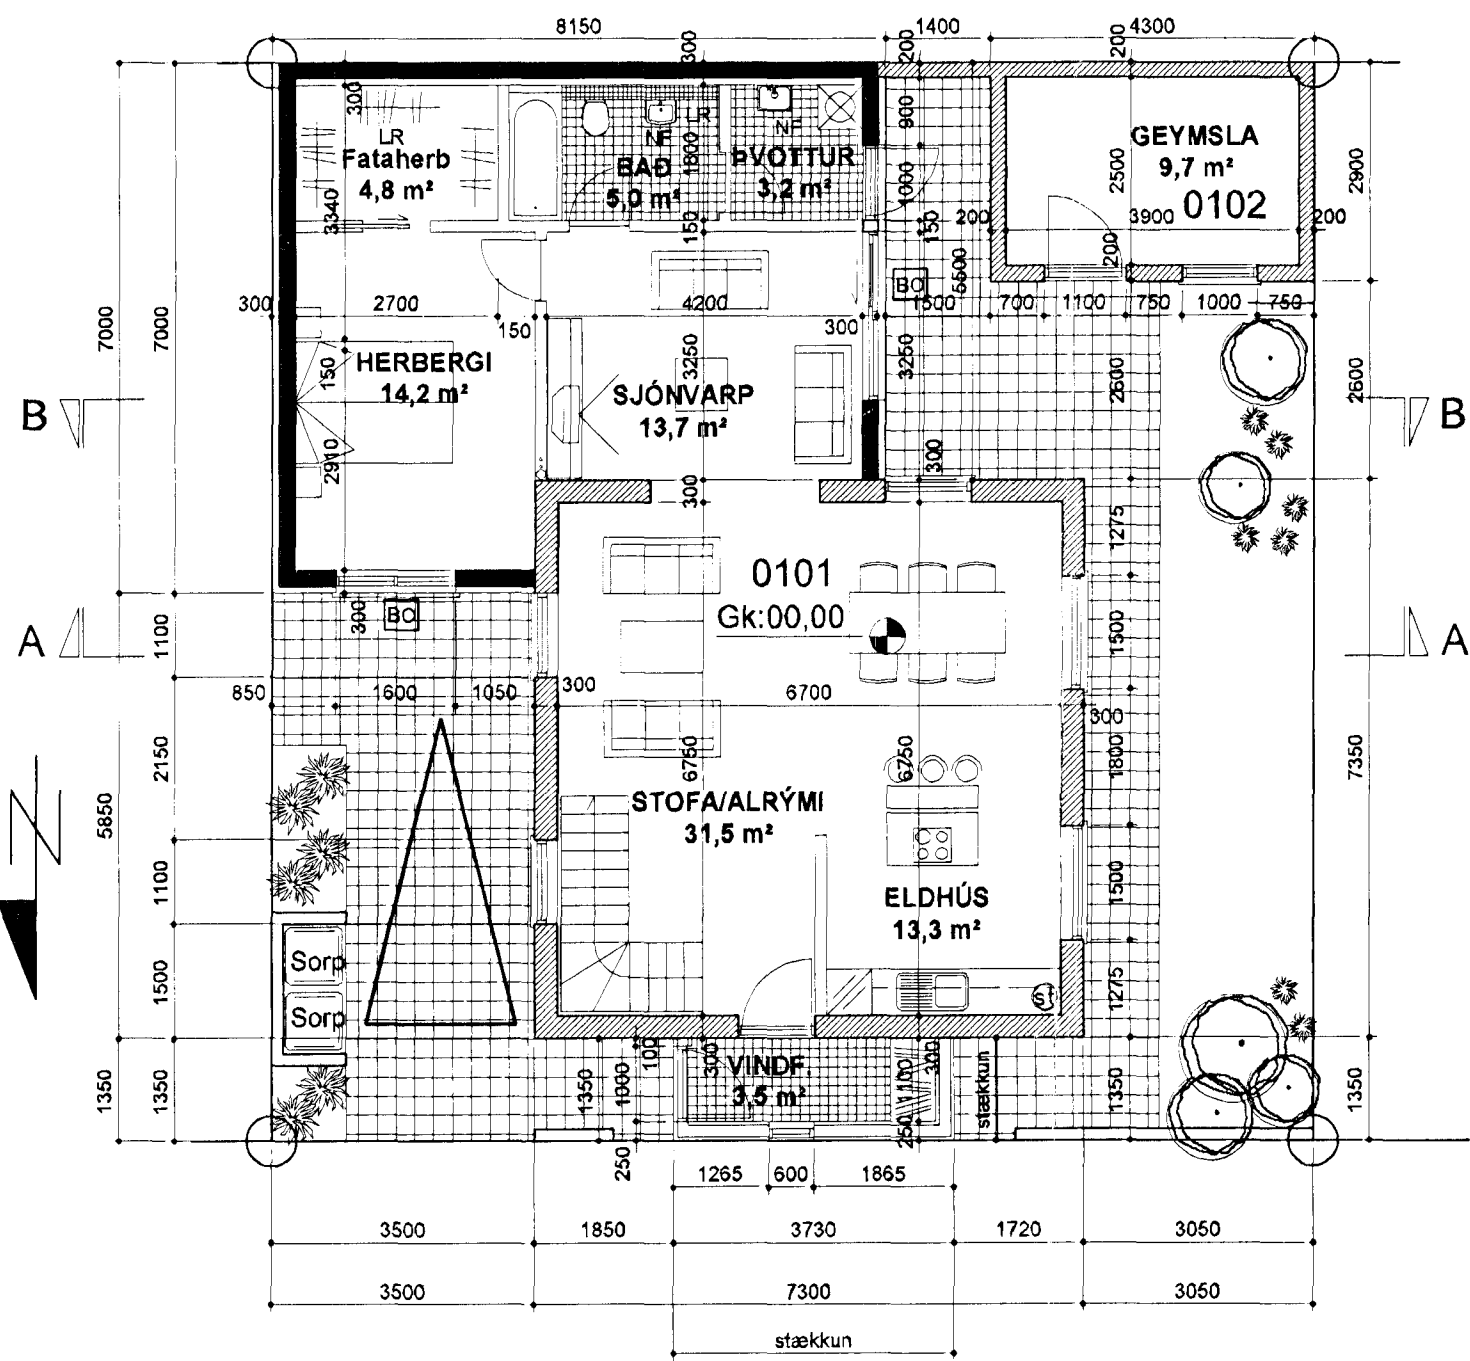 8150
1400
4300
300
200
200
300
900
LR
Fataherb
4,8 m²
LR
NF
BAÐ
5,0 m²
1800
NF
ÞVOTTUR
3,2 m²
1000
GEYMSLA
9,7 m²
0102
2500
2900
3340
150
150
200
3900
200
200
5500
BO
300
2700
4200
1500
700
1100
750
1000
750
150
300
7000
7000
HERBERGI
14,2 m²
150
3250
SJÓNVARP
13,7 m²
3250
2600
2600
B
B
2910
300
300
1275
0101
Gk:00,00
BO
300
A
1100
1500
A
850
1600
1050
300
6700
300
2150
6750
6750
1800
7350
STOFA/ALRÝMI
31,5 m²
5850
1100
1500
ELDHÚS
13,3 m²
Sorp
1500
Sorp
st
1275
1350
1350
1350
1000
100
300
VINDF.
3,5 m²
1100
300
stækkun
1350
1350
250
250
1265
600
1865
3500
1850
3730
1720
3050
3500
7300
3050
stækkun
N